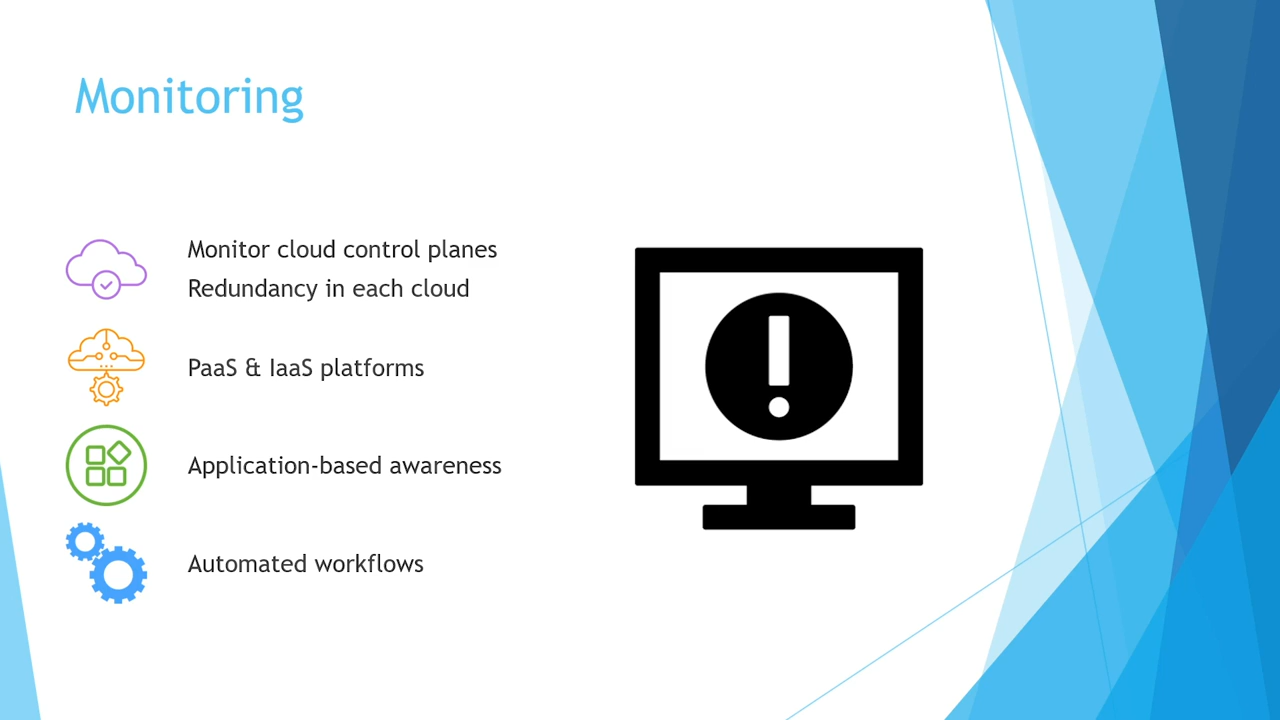 Monitoring
Monitor cloud control planes
Redundancy in each cloud
PaaS & IaaS platforms
Application-based awareness
Automated workflows